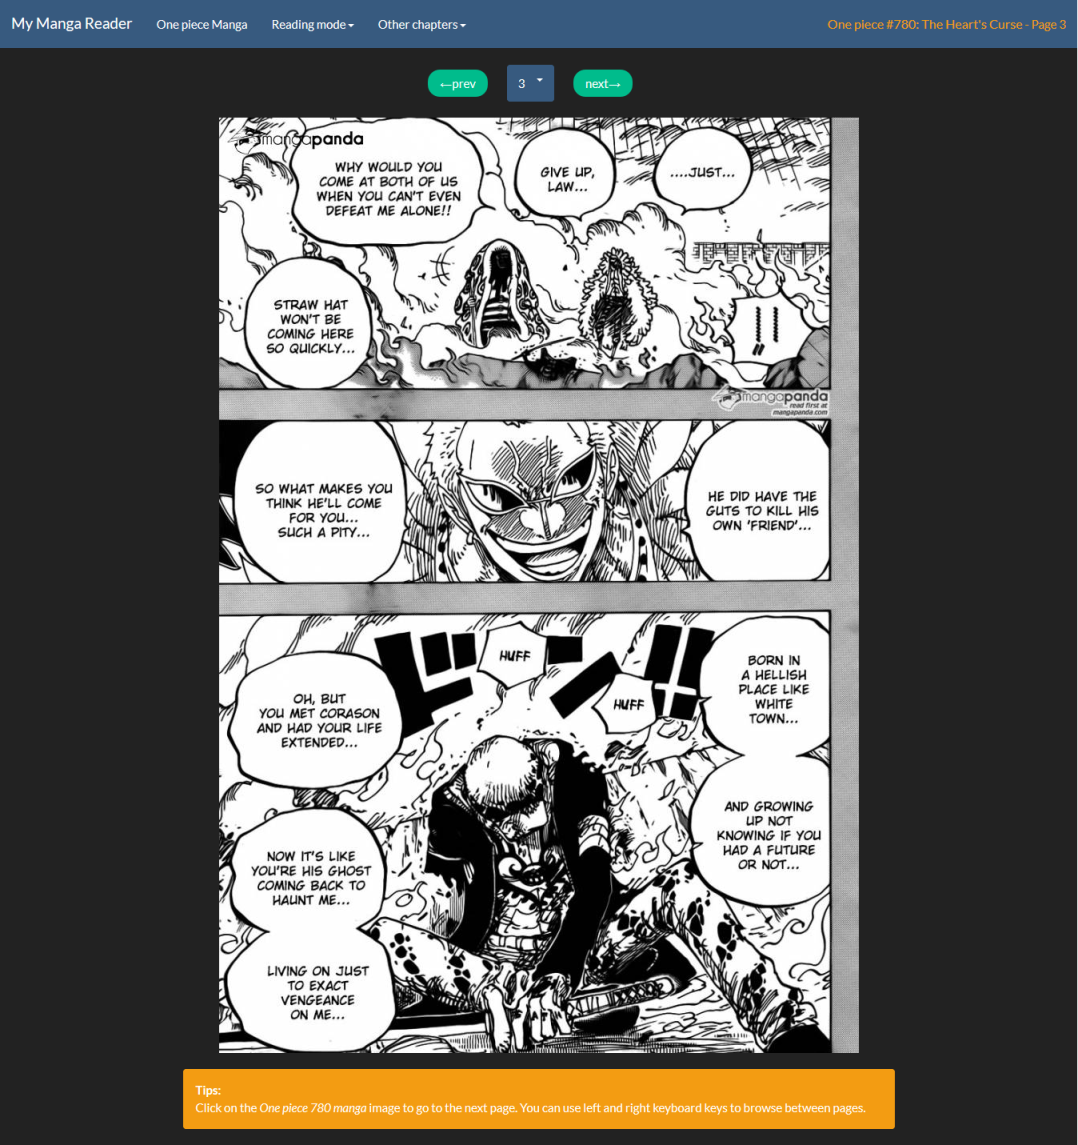 My Manga Reader
One piece Manga
Reading mode
Other chapters
One piece #780: The Heart's Curse - Page 3
←prev
3
next→
mangapanda
....JUST...
GIVE UP,
LAW...
WHY WOULD YOU
COME AT BOTH OF US
WHEN YOU CAN'T EVEN
DEFEAT ME ALONE!!
STRAW HAT
WON'T BE
COMING HERE
SO QUICKLY...
mangapanda
read first at
mangapanda.com
HE DID HAVE THE
GUTS TO KILL HIS
OWN 'FRIEND'...
SO WHAT MAKES YOU
THINK HE'LL COME
FOR YOU...
SUCH A PITY...
ドン!!
HUFF
HUFF
BORN IN
A HELLISH
PLACE LIKE
WHITE
TOWN...
AND GROWING
UP NOT
KNOWING IF YOU
HAD A FUTURE
OR NOT...
OH, BUT
YOU MET CORASON
AND HAD YOUR LIFE
EXTENDED...
NOW IT'S LIKE
YOU'RE HIS GHOST
COMING BACK TO
HAUNT ME...
LIVING ON JUST
TO EXACT
VENGEANCE
ON ME...
Tips:
Click on the One piece 780 manga image to go to the next page. You can use left and right keyboard keys to browse between pages.